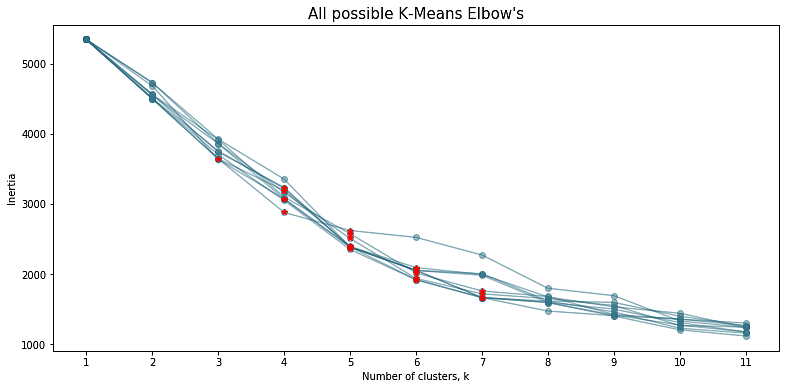 All possible K-Means Elbow's
5000
4000
3000
2000
1000
Inertia
1 2 3 4 5 6 7 8 9 10 11
Number of clusters, k